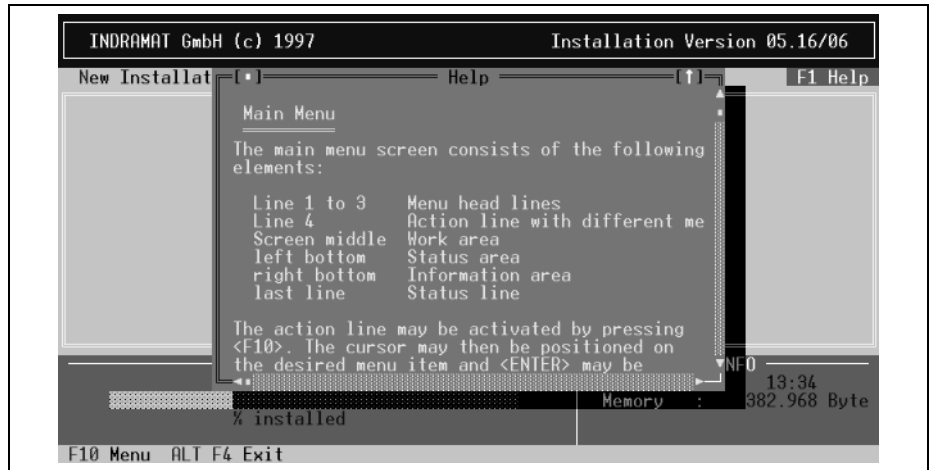 INDRAMAT GmbH (c) 1997 Installation Version 05.16/06
New Installat [▪] Help [↑] F1 Help
Main Menu
The main menu screen consists of the following
elements:
Line 1 to 3 Menu head lines
Line 4 Action line with different me
Screen middle Work area
left bottom Status area
right bottom Information area
last line Status line
The action line may be activated by pressing
<F10>. The cursor may then be positioned on
the desired menu item and <ENTER> may be
NFO
13:34
Memory : 382.968 Byte
% installed
F10 Menu ALT F4 Exit